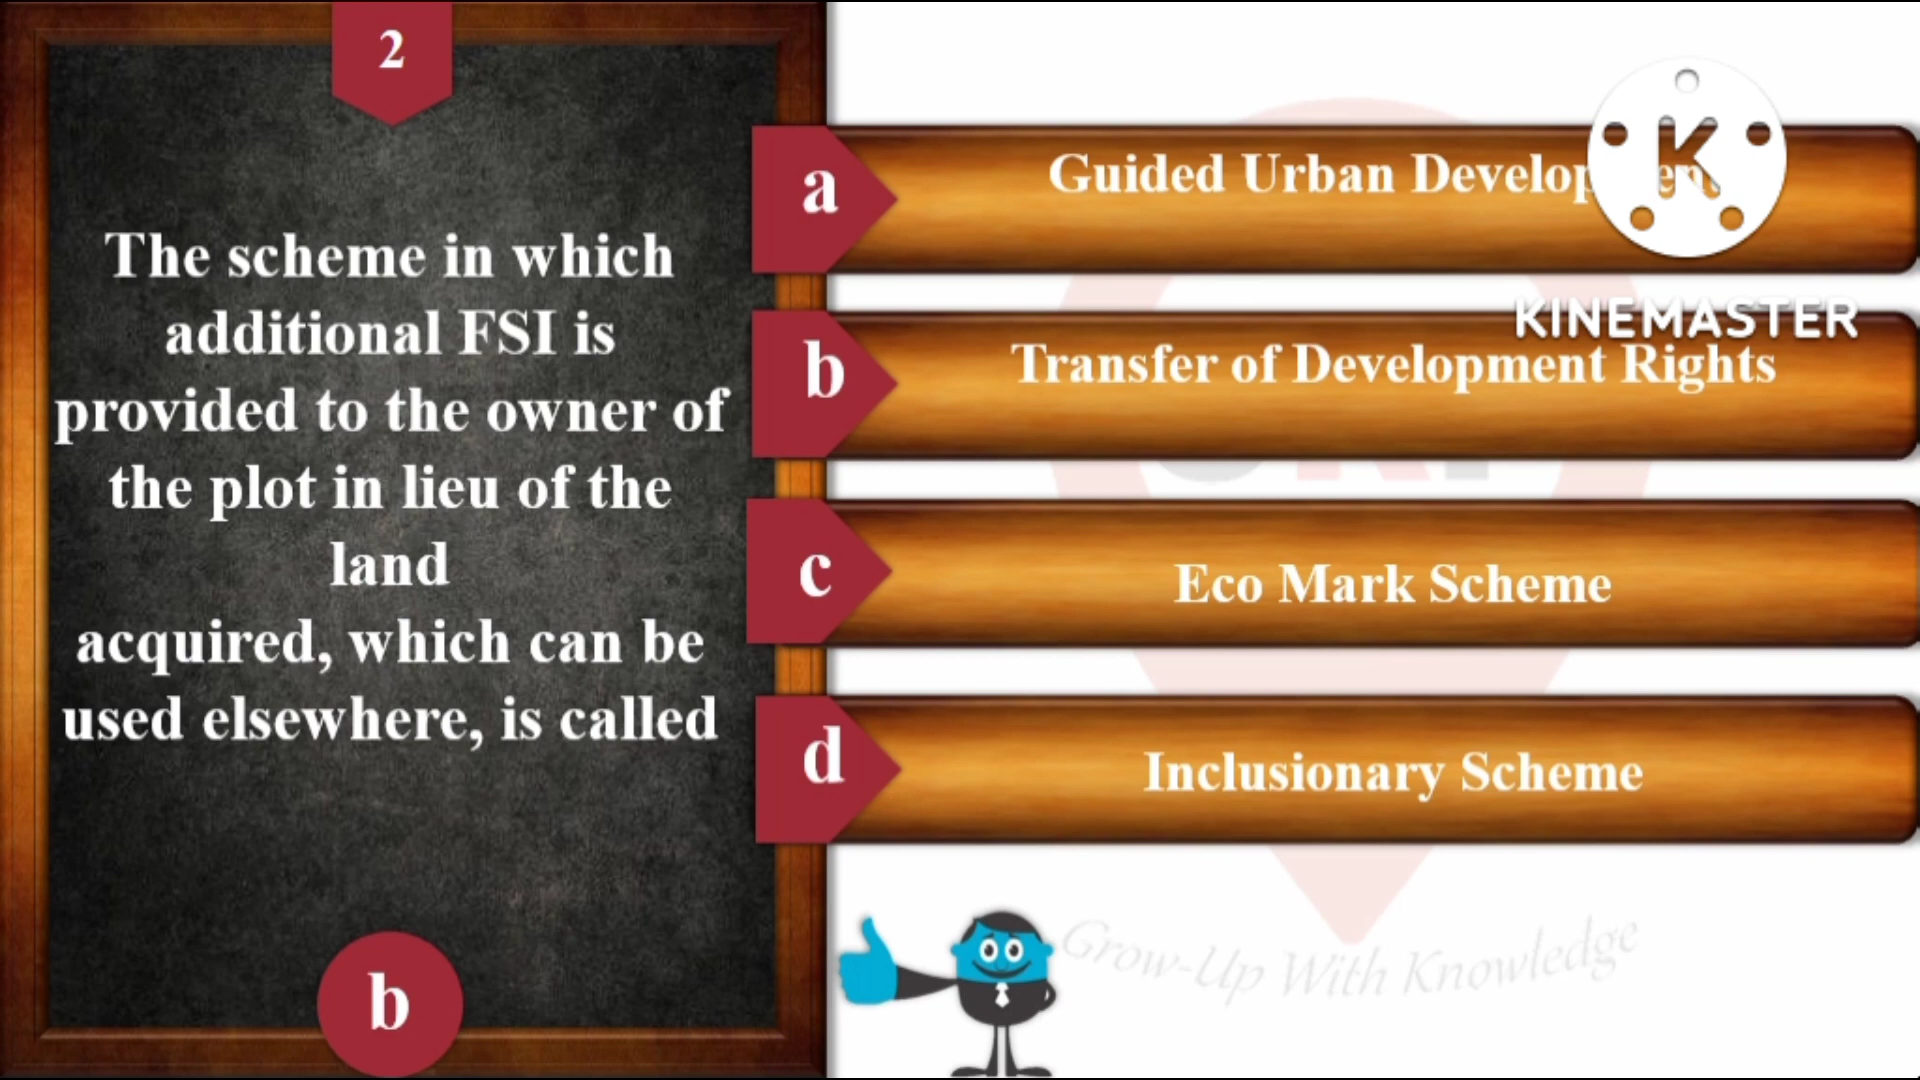 2
The scheme in which
additional FSI is
provided to the owner of
the plot in lieu of the
land
acquired, which can be
used elsewhere, is called
b
a
Guided Urban
K
KINEMASTER
b
Transfer of Development Rights
c
Eco Mark Scheme
d
Inclusionary Scheme
Grow-Up With Knowledge